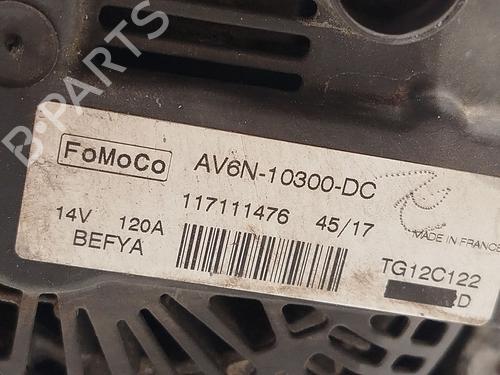 B-PARTS
FoMoCo
AV6N-10300-DC
117111476 45/17
14V 120A
BEFYA
MADE IN FRANCE
TG12C122
D